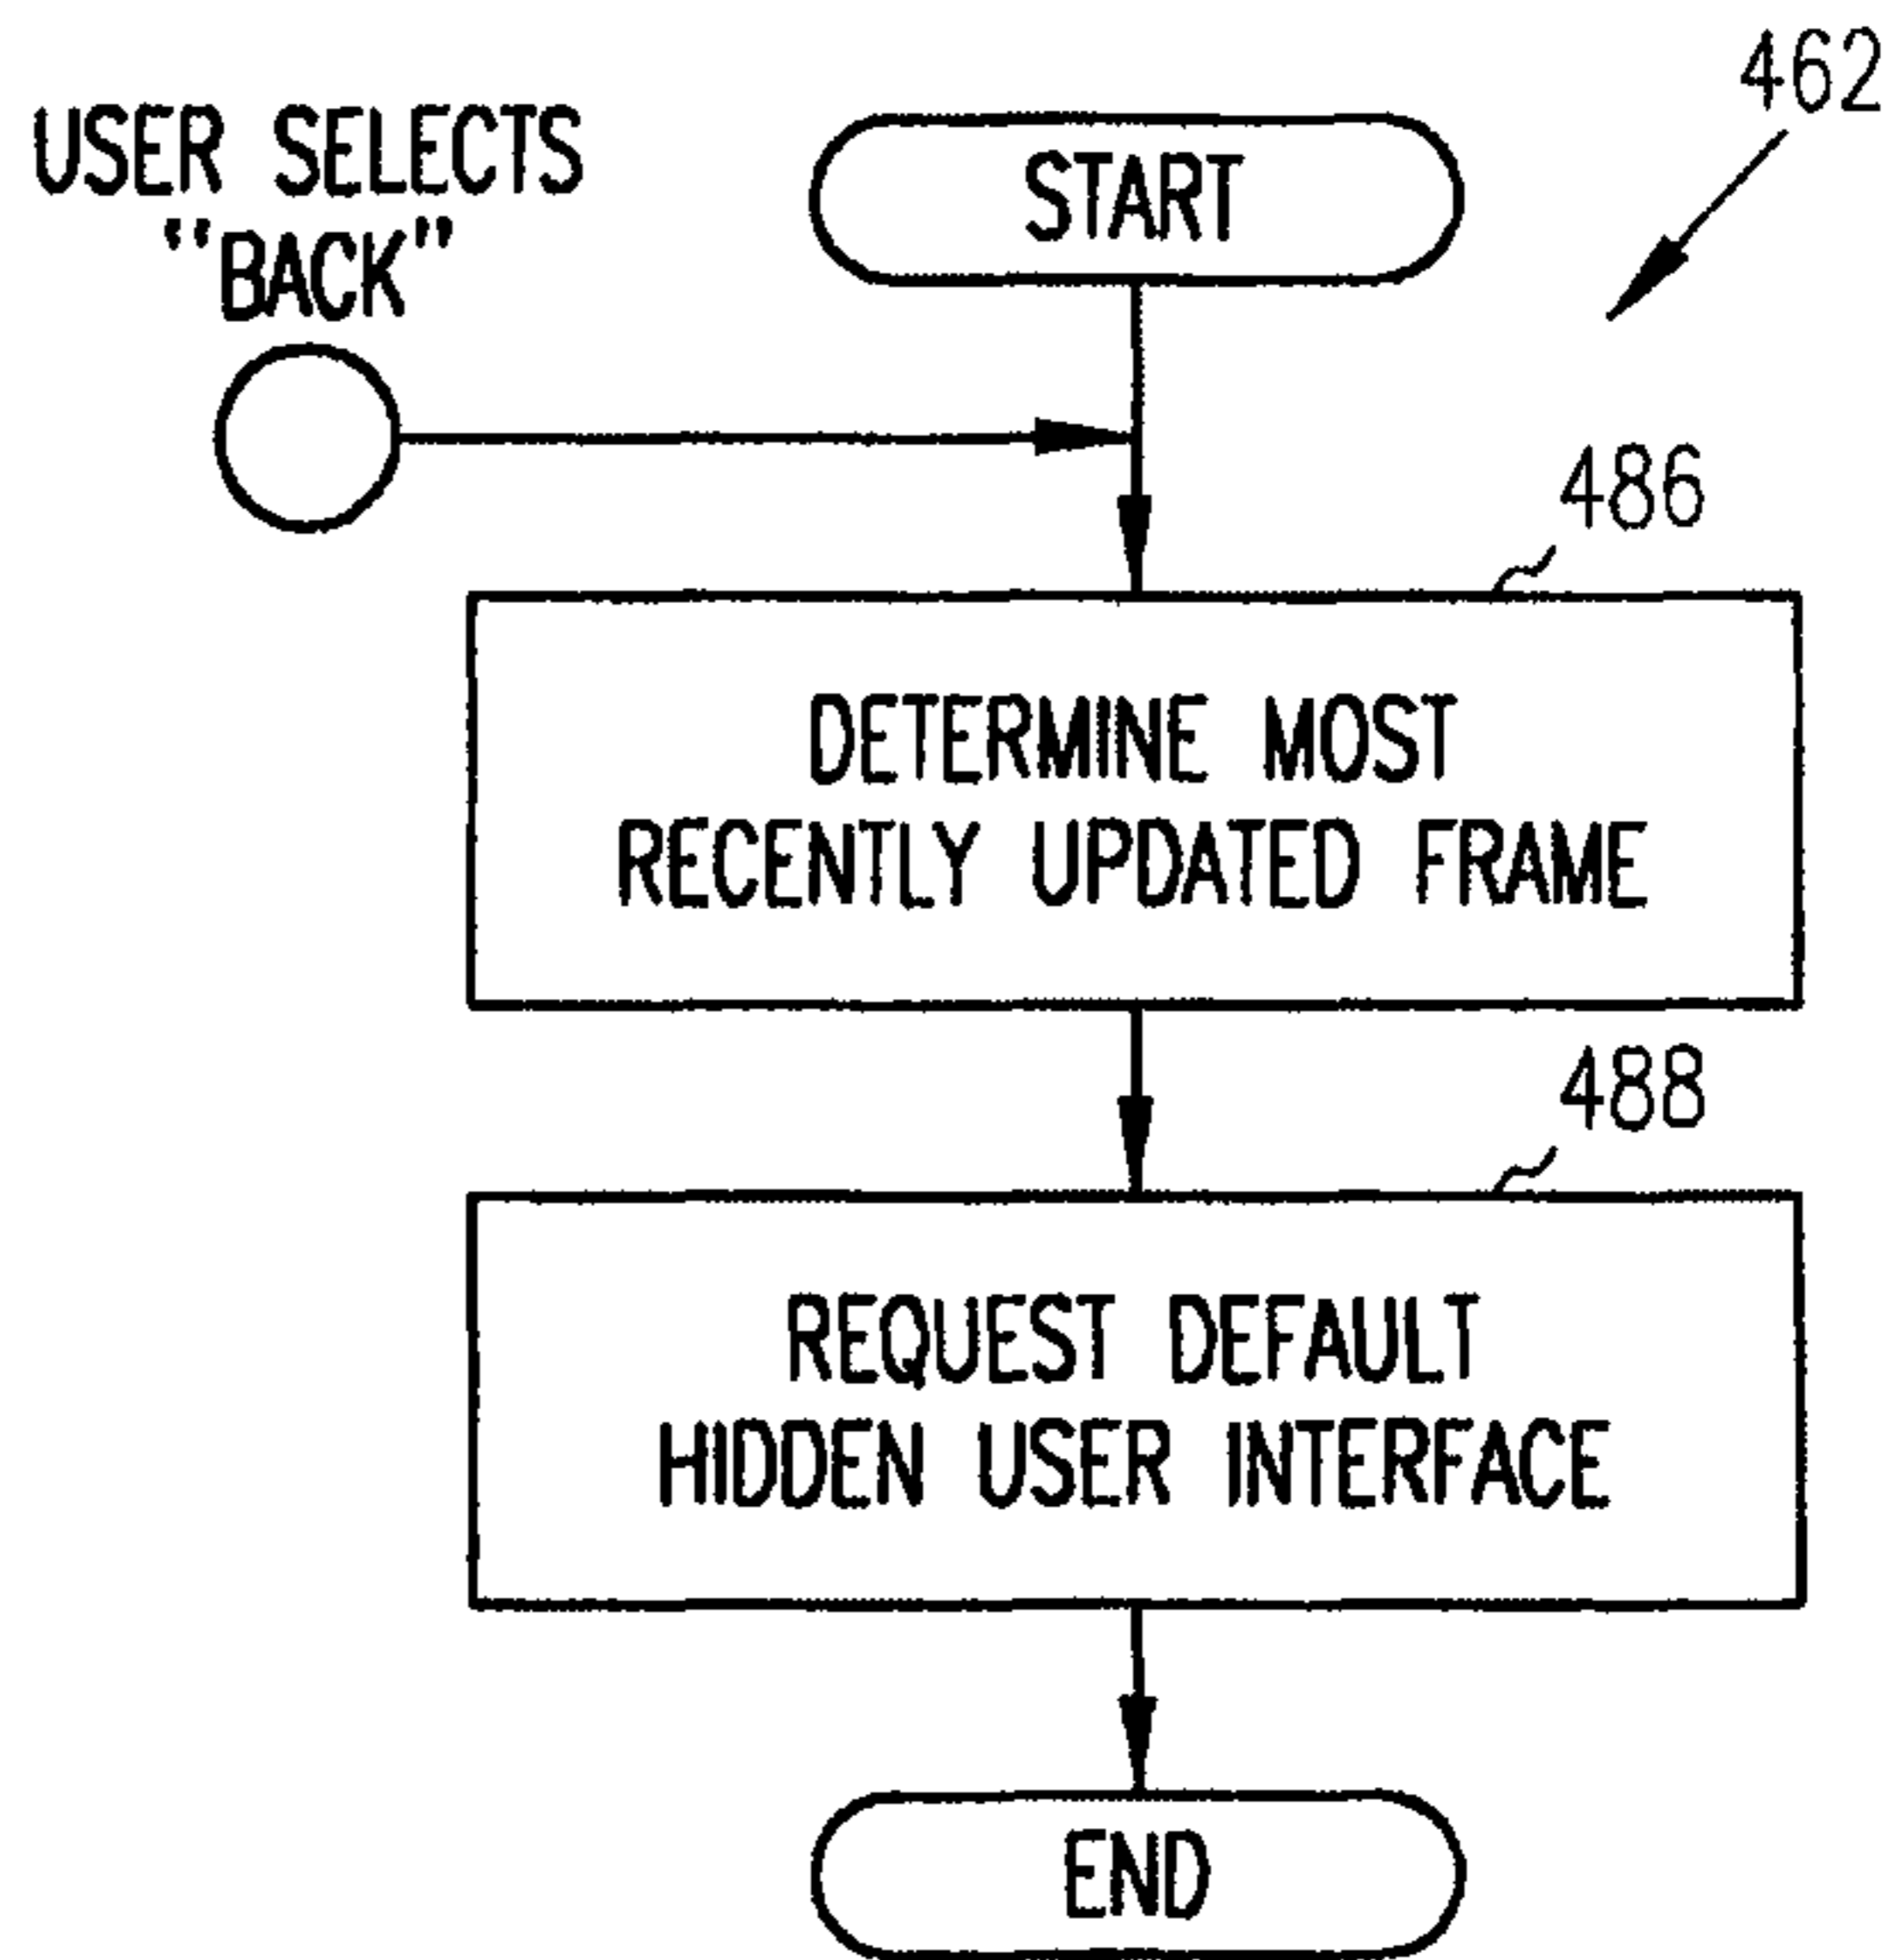 462
USER SELECTS
"BACK"
START
486
DETERMINE MOST
RECENTLY UPDATED FRAME
488
REQUEST DEFAULT
HIDDEN USER INTERFACE
END